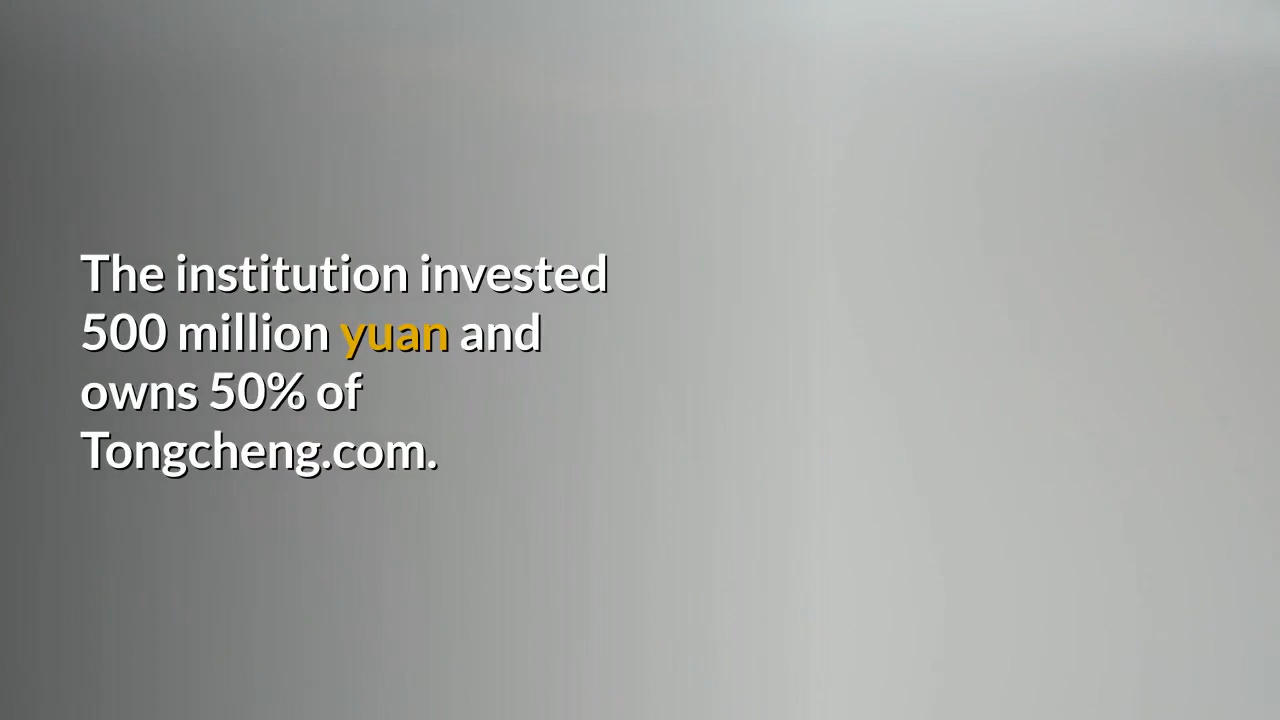 The institution invested
500 million yuan and
owns 50% of
Tongcheng.com.